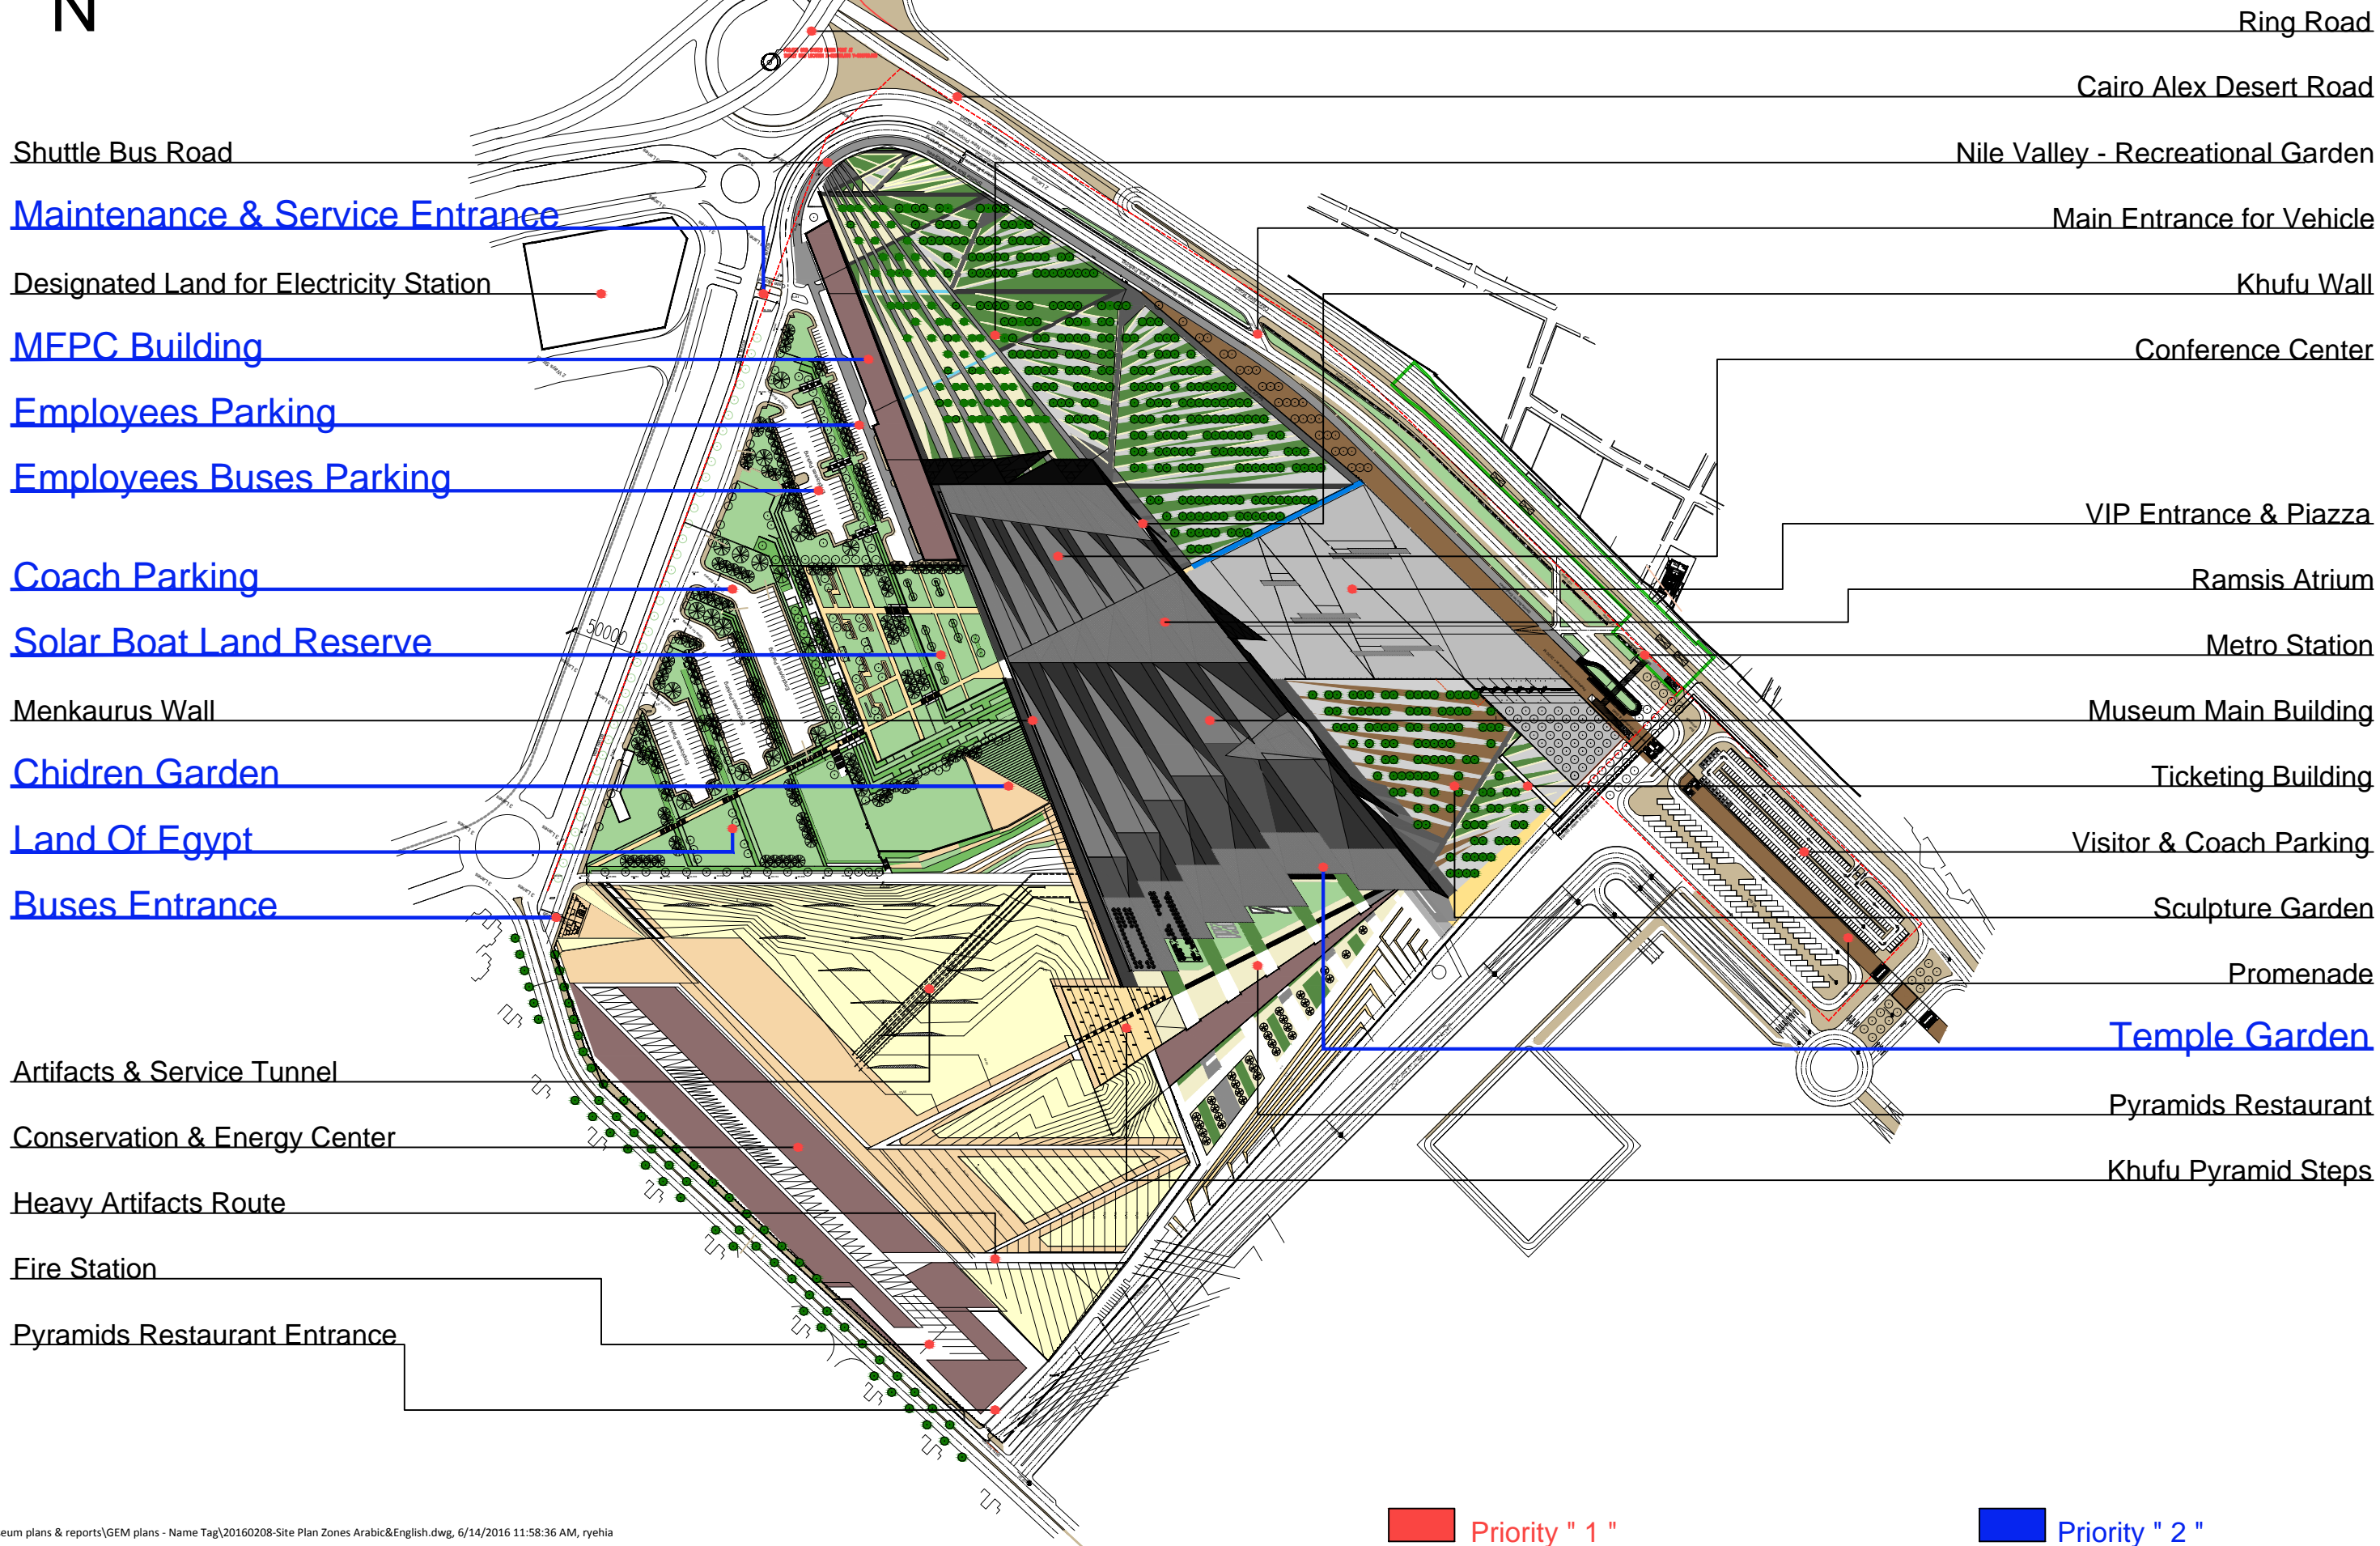 N
Ring Road
Cairo Alex Desert Road
Shuttle Bus Road
Nile Valley - Recreational Garden
Maintenance & Service Entrance
Main Entrance for Vehicle
Designated Land for Electricity Station
Khufu Wall
MFPC Building
Conference Center
Employees Parking
Employees Buses Parking
VIP Entrance & Piazza
Coach Parking
Ramsis Atrium
50000
Solar Boat Land Reserve
Metro Station
Menkaurus Wall
Museum Main Building
Chidren Garden
Ticketing Building
Land Of Egypt
Visitor & Coach Parking
Buses Entrance
Sculpture Garden
Promenade
Temple Garden
Artifacts & Service Tunnel
Pyramids Restaurant
Conservation & Energy Center
Khufu Pyramid Steps
Heavy Artifacts Route
Fire Station
Pyramids Restaurant Entrance
eum plans & reports\GEM plans - Name Tag\20160208-Site Plan Zones Arabic&English.dwg, 6/14/2016 11:58:36 AM, ryehia
Priority " 1 "
Priority " 2 "